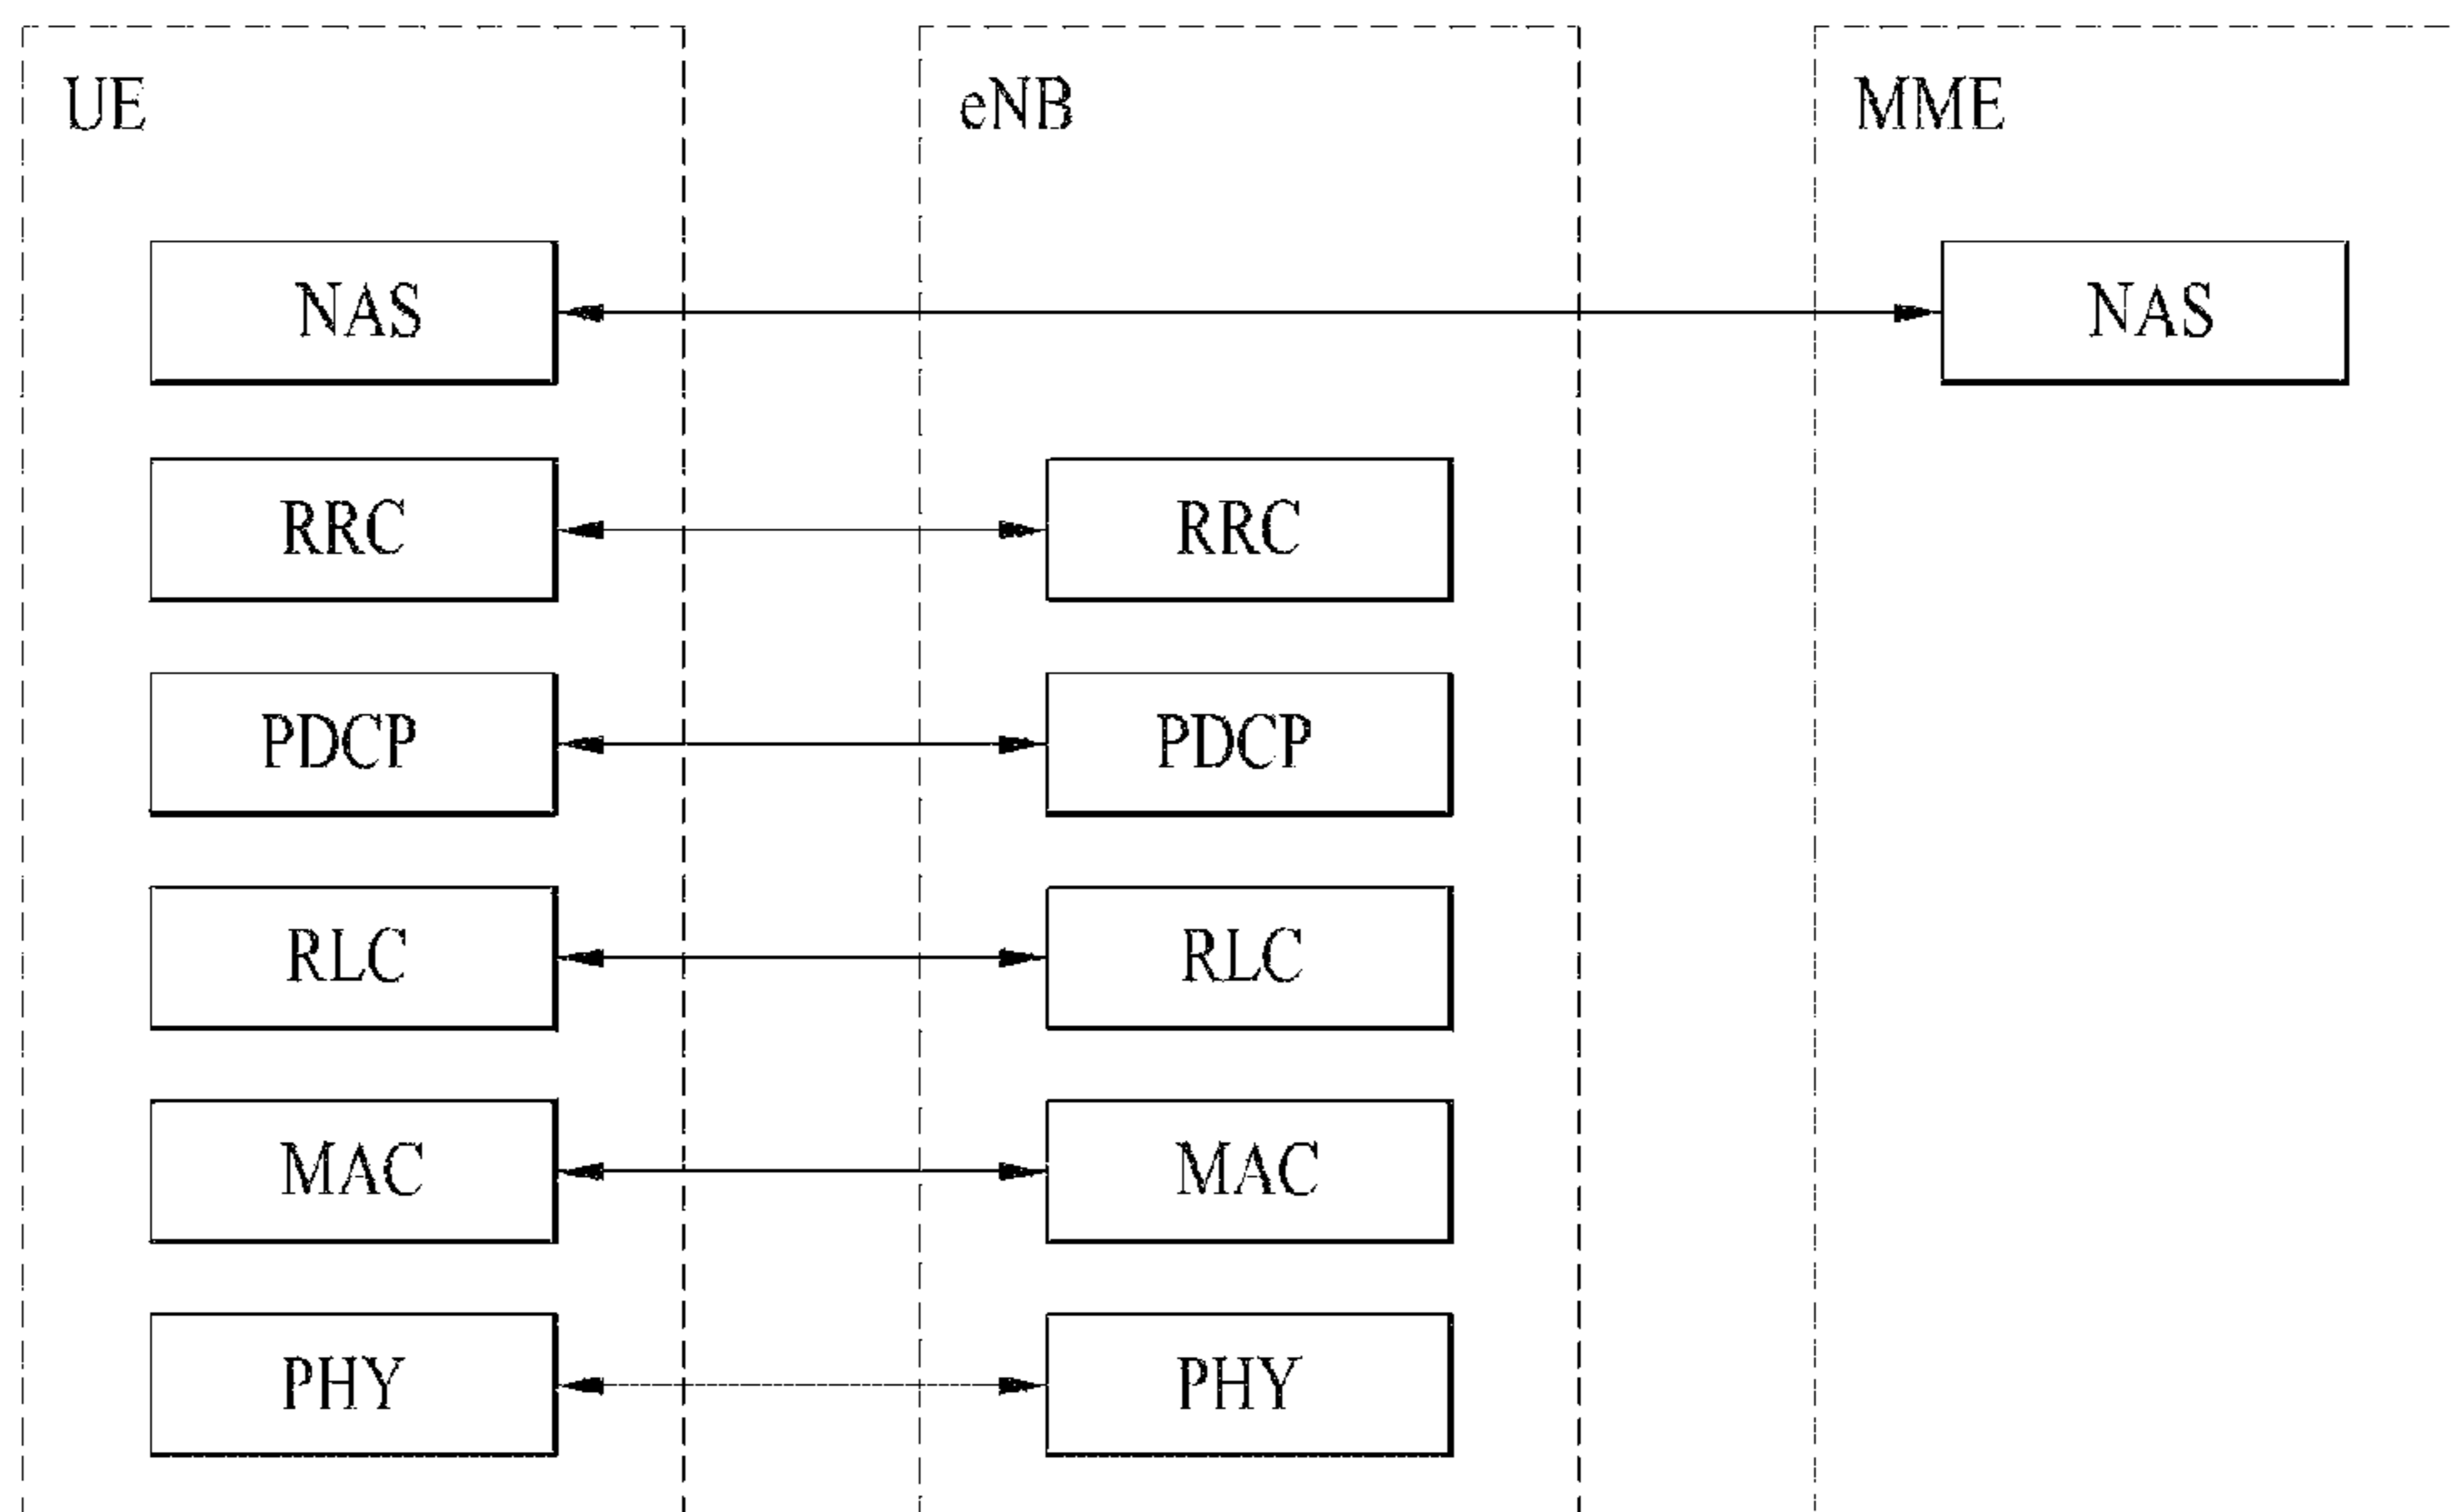 UE eNB MME
NAS NAS
RRC RRC
PDCP PDCP
RLC RLC
MAC MAC
PHY PHY